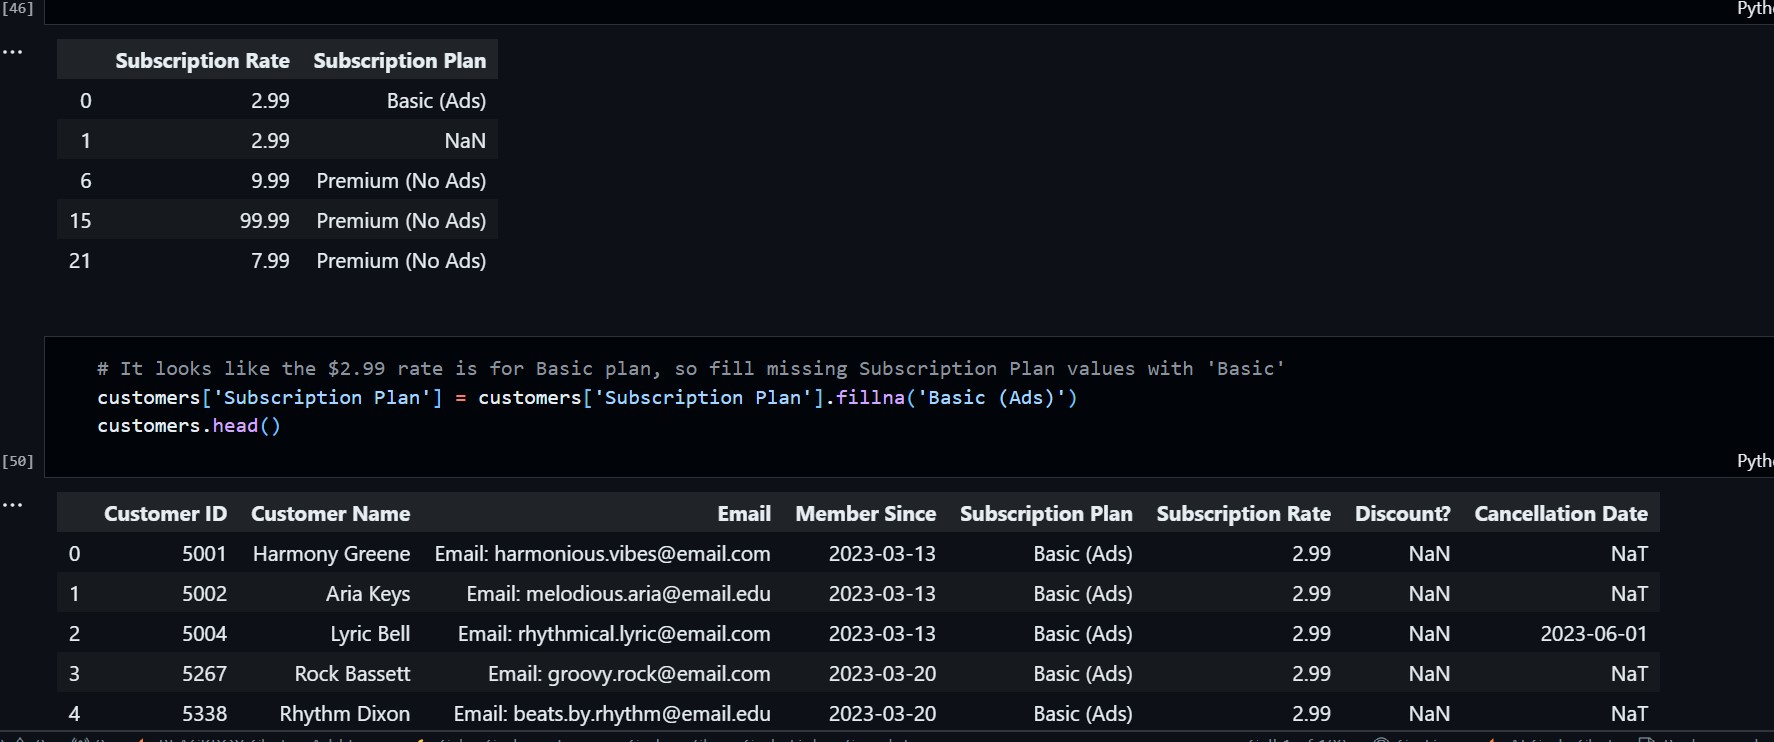 [46]
...
Subscription Rate Subscription Plan
0 2.99 Basic (Ads)
1 2.99 NaN
6 9.99 Premium (No Ads)
15 99.99 Premium (No Ads)
21 7.99 Premium (No Ads)
# It looks like the $2.99 rate is for Basic plan, so fill missing Subscription Plan values with 'Basic'
customers['Subscription Plan'] = customers['Subscription Plan'].fillna('Basic (Ads)')
customers.head()
[50]
...
Customer ID Customer Name Email Member Since Subscription Plan Subscription Rate Discount? Cancellation Date
0 5001 Harmony Greene Email: harmonious.vibes@email.com 2023-03-13 Basic (Ads) 2.99 NaN NaT
1 5002 Aria Keys Email: melodious.aria@email.edu 2023-03-13 Basic (Ads) 2.99 NaN NaT
2 5004 Lyric Bell Email: rhythmical.lyric@email.com 2023-03-13 Basic (Ads) 2.99 NaN 2023-06-01
3 5267 Rock Bassett Email: groovy.rock@email.com 2023-03-20 Basic (Ads) 2.99 NaN NaT
4 5338 Rhythm Dixon Email: beats.by.rhythm@email.edu 2023-03-20 Basic (Ads) 2.99 NaN NaT